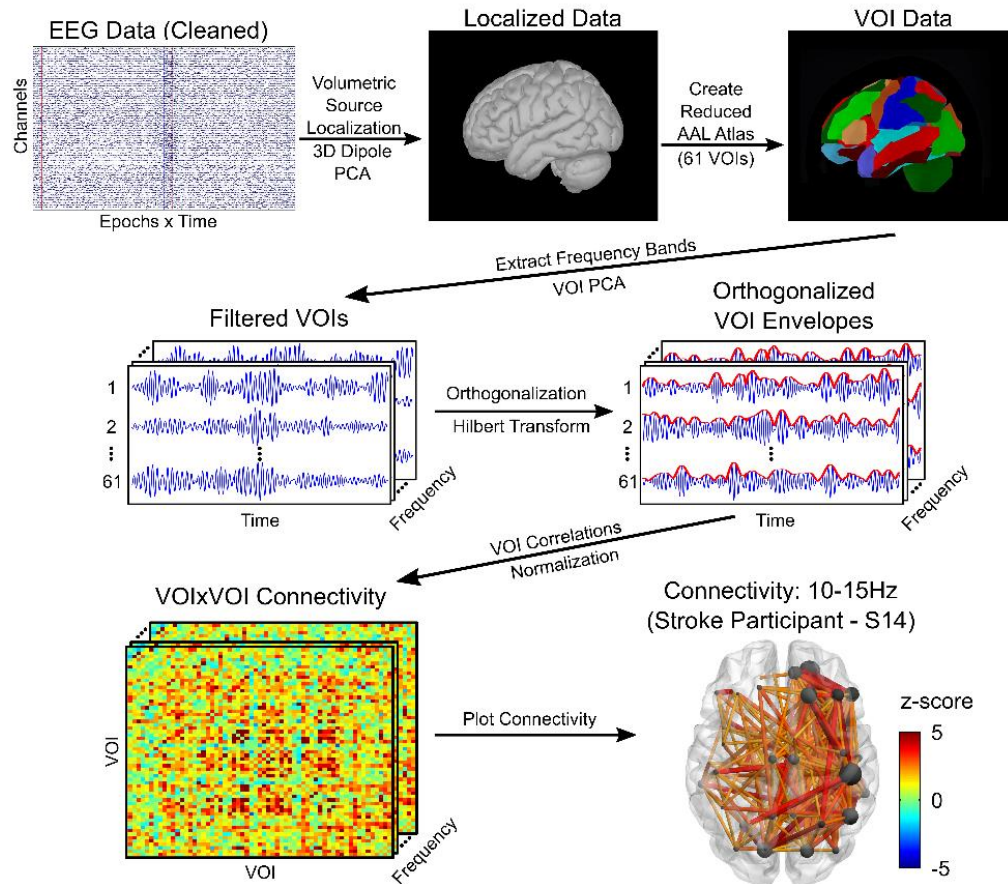 EEG Data (Cleaned)
Channels
Epochs x Time
Volumetric
Source
Localization
3D Dipole
PCA
Localized Data
Create
Reduced
AAL Atlas
(61 VOIs)
VOI Data
Extract Frequency Bands
VOI PCA
Filtered VOIs
1
2
61
Time
Frequency
Orthogonalization
Hilbert Transform
Orthogonalized
VOI Envelopes
1
2
61
Time
Frequency
VOI Correlations
Normalization
VOIxVOI Connectivity
VOI
VOI
Frequency
Plot Connectivity
Connectivity: 10-15Hz
(Stroke Participant - S14)
z-score
5
0
-5